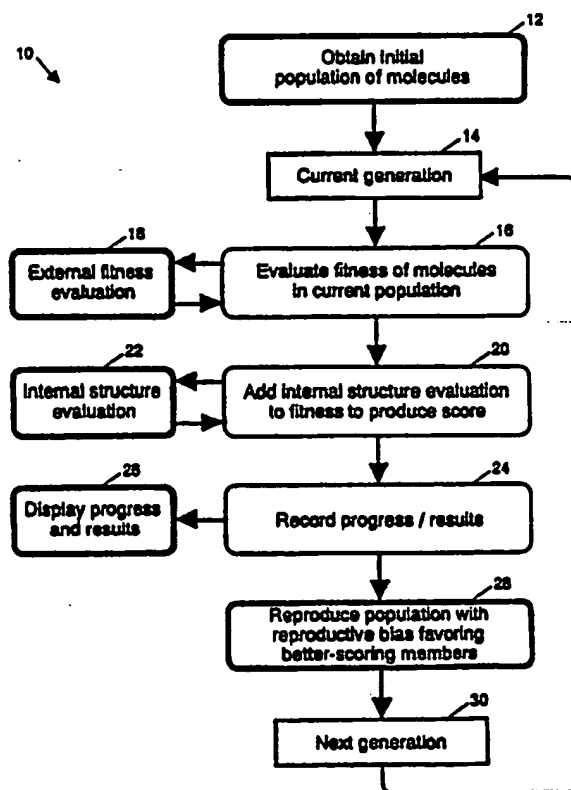 10
12
Obtain initial
population of molecules
14
Current generation
18
External fitness
evaluation
16
Evaluate fitness of molecules
in current population
22
Internal structure
evaluation
20
Add internal structure evaluation
to fitness to produce score
26
Display progress
and results
24
Record progress / results
28
Reproduce population with
reproductive bias favoring
better-scoring members
30
Next generation